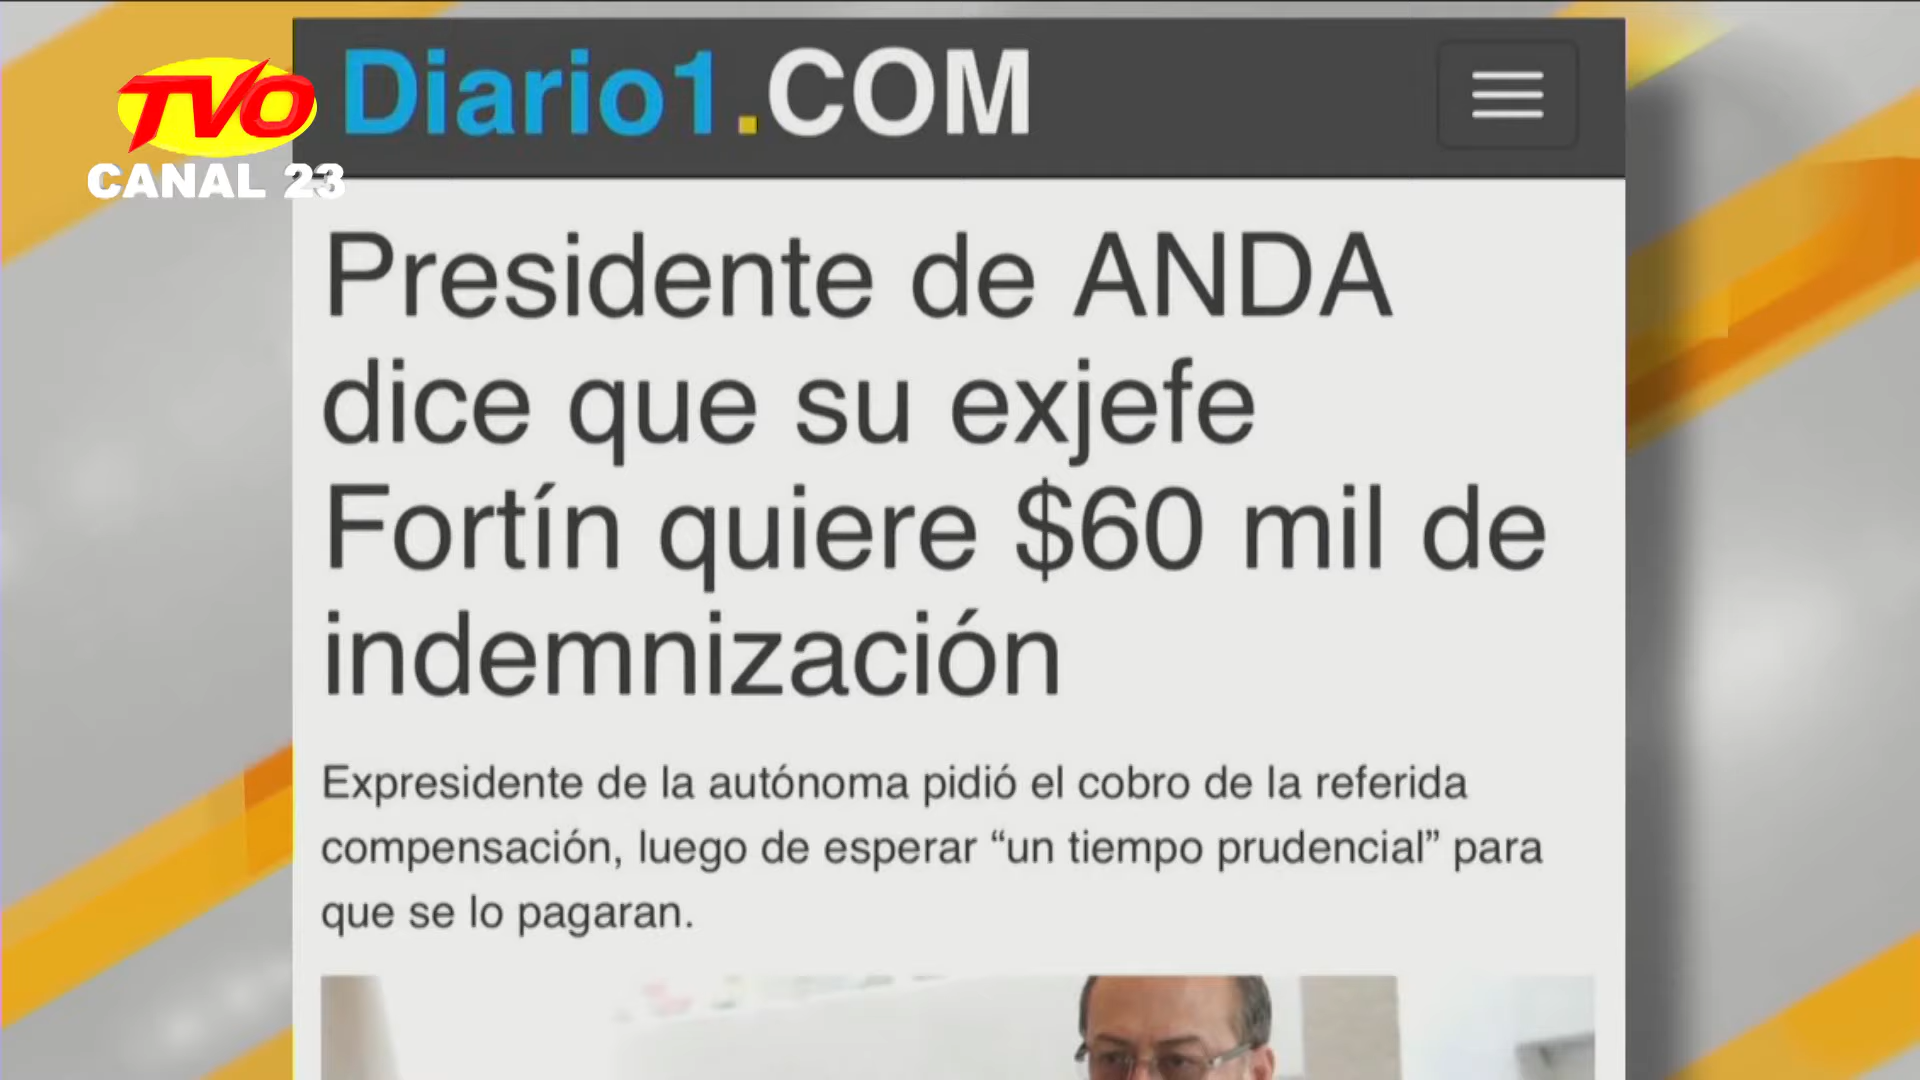 TVO
CANAL 23
Diario1.COM
Presidente de ANDA
dice que su exjefe
Fortín quiere $60 mil de
indemnización
Expresidente de la autónoma pidió el cobro de la referida
compensación, luego de esperar “un tiempo prudencial” para
que se lo pagaran.